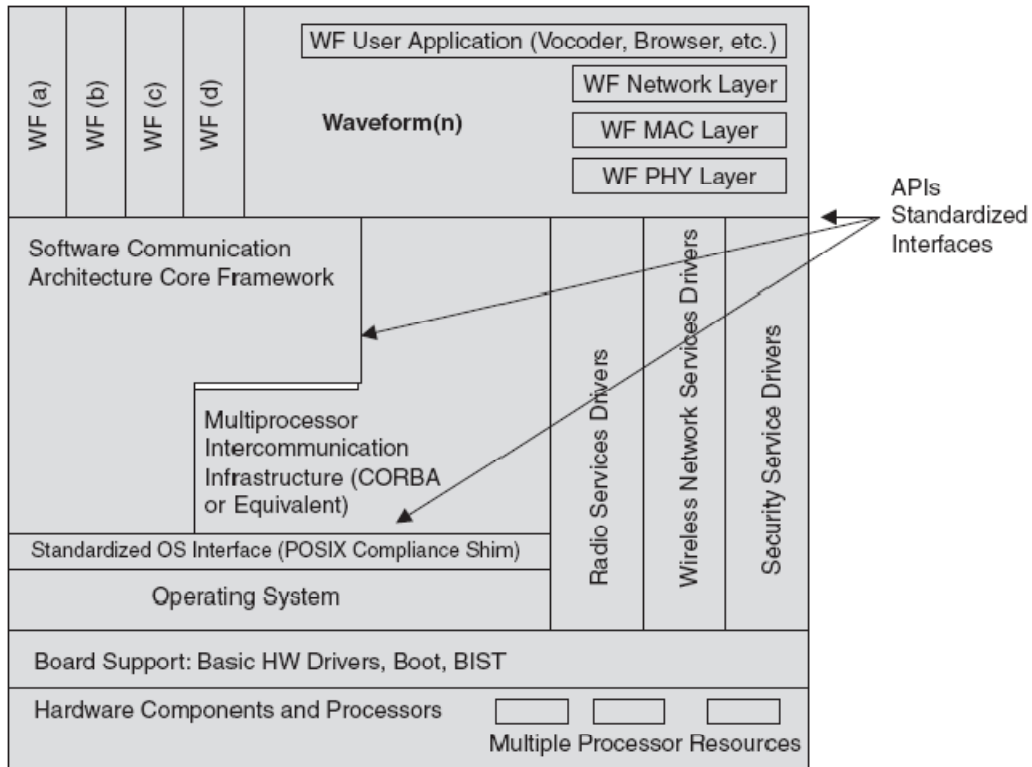 WF (a)
WF (b)
WF (c)
WF (d)
WF User Application (Vocoder, Browser, etc.)
WF Network Layer
Waveform(n)
WF MAC Layer
WF PHY Layer
APIs
Standardized
Interfaces
Software Communication
Architecture Core Framework
Multiprocessor
Intercommunication
Infrastructure (CORBA
or Equivalent)
Radio Services Drivers
Wireless Network Services Drivers
Security Service Drivers
Standardized OS Interface (POSIX Compliance Shim)
Operating System
Board Support: Basic HW Drivers, Boot, BIST
Hardware Components and Processors
Multiple Processor Resources